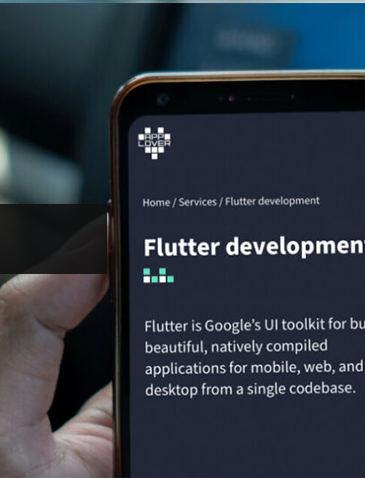 APP
LOVER
Home / Services / Flutter development
Flutter developmen
Flutter is Google’s UI toolkit for bu
beautiful, natively compiled
applications for mobile, web, and
desktop from a single codebase.